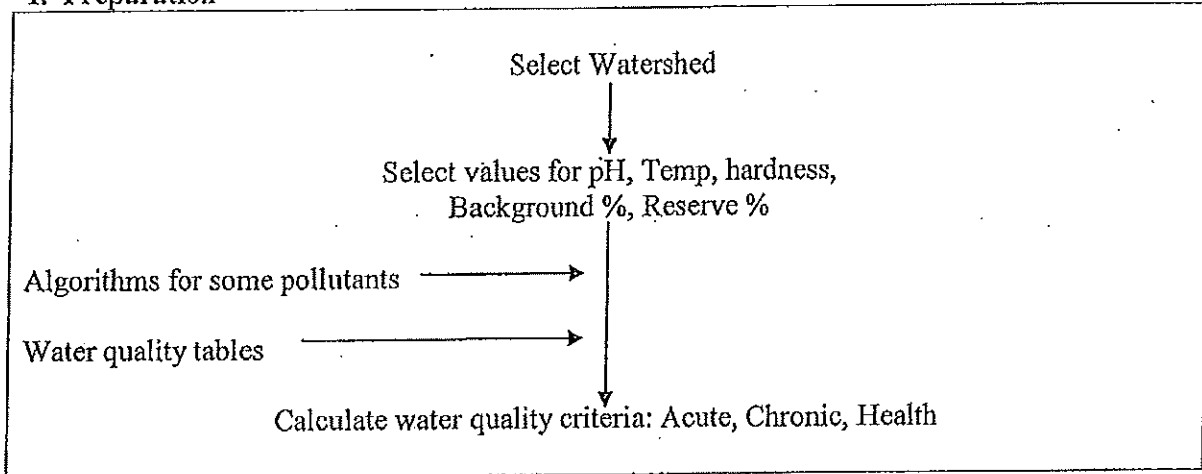 1. Preparation
Select Watershed
Select values for pH, Temp, hardness,
Background %, Reserve %
Algorithms for some pollutants
Water quality tables
Calculate water quality criteria: Acute, Chronic, Health